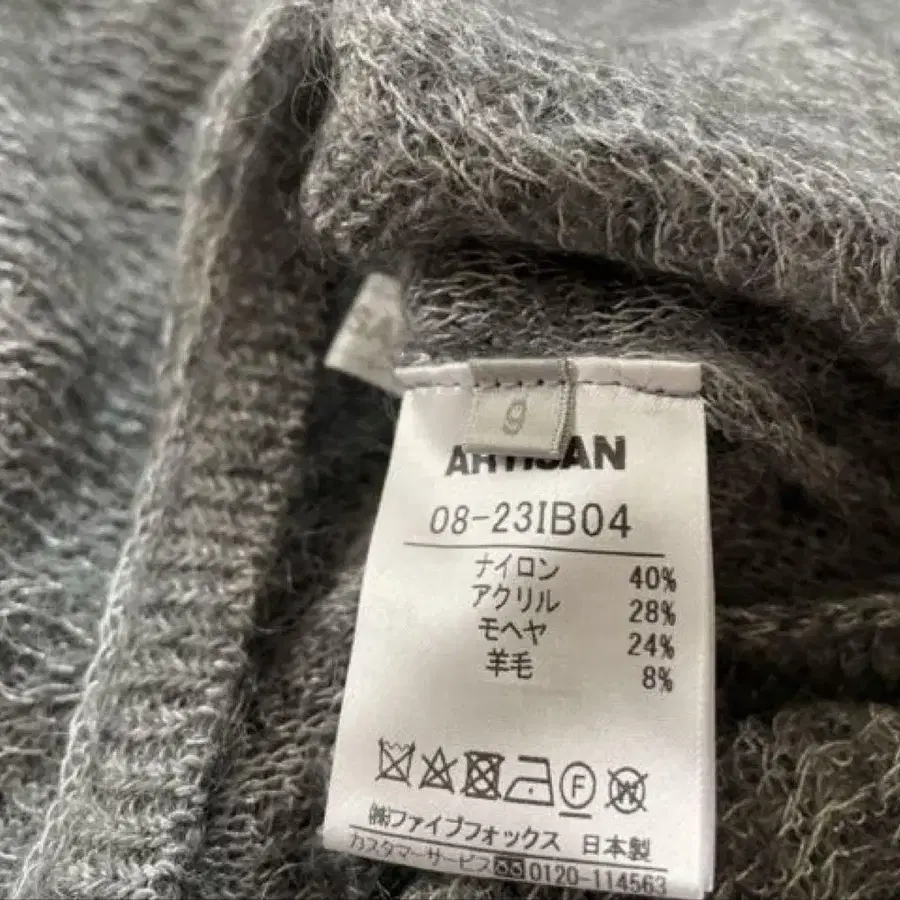 9
ARTISAN
08-23IB04
ナイロン 40%
アクリル 28%
モヘヤ 24%
羊毛 8%
F
W
㈱ファイブフォックス 日本製
カスタマーサービス 0120-114563